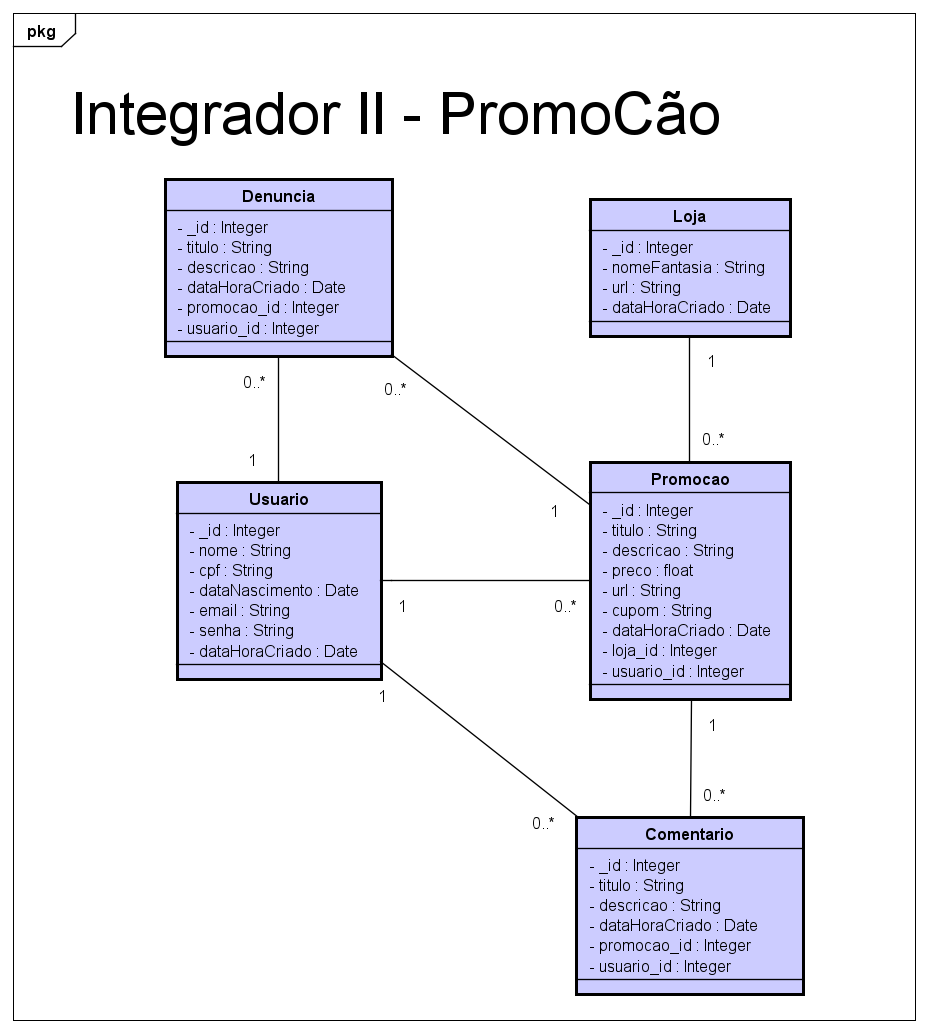 pkg
Integrador II - PromoCão
Denuncia
- _id : Integer
- titulo : String
- descricao : String
- dataHoraCriado : Date
- promocao_id : Integer
- usuario_id : Integer
Loja
- _id : Integer
- nomeFantasia : String
- url : String
- dataHoraCriado : Date
0..*
0..*
1
1
0..*
1
Usuario
- _id : Integer
- nome : String
- cpf : String
- dataNascimento : Date
- email : String
- senha : String
- dataHoraCriado : Date
1
0..*
Promocao
- _id : Integer
- titulo : String
- descricao : String
- preco : float
- url : String
- cupom : String
- dataHoraCriado : Date
- loja_id : Integer
- usuario_id : Integer
1
0..*
1
0..*
Comentario
- _id : Integer
- titulo : String
- descricao : String
- dataHoraCriado : Date
- promocao_id : Integer
- usuario_id : Integer